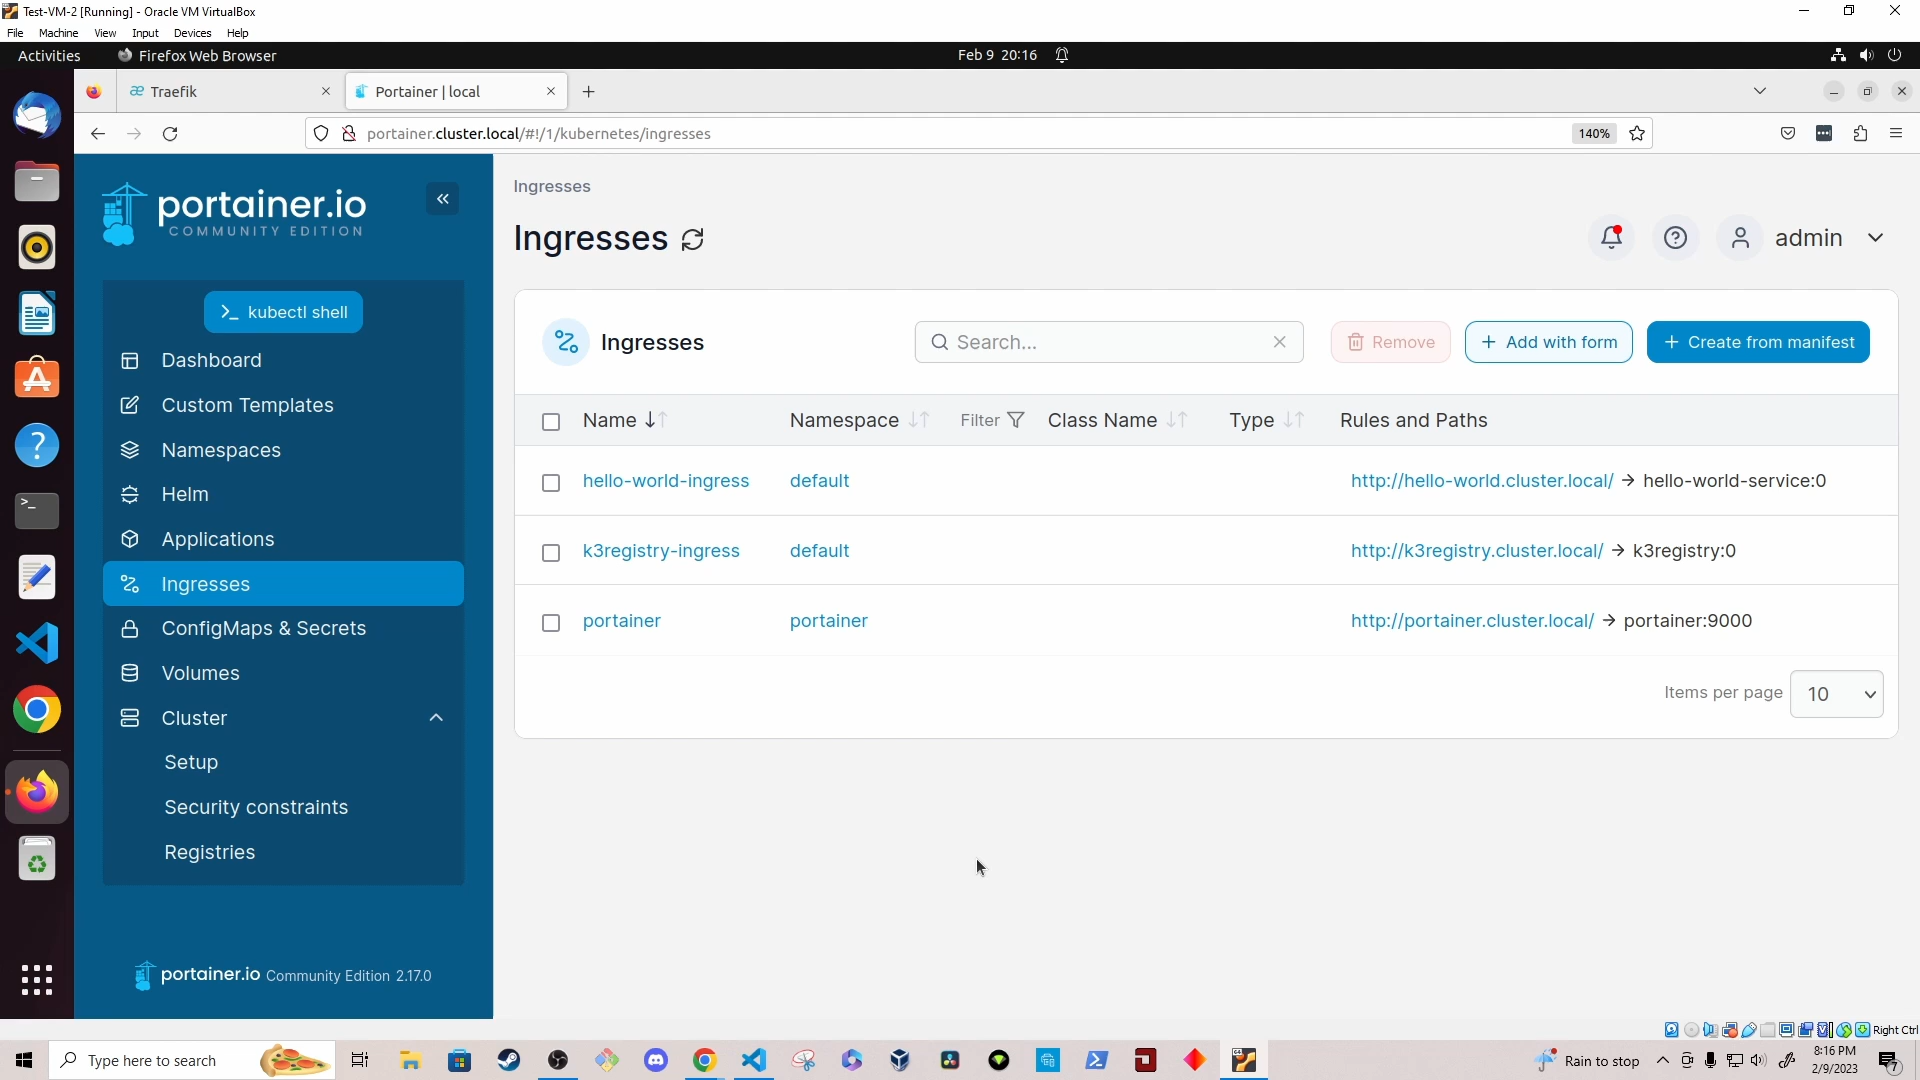 Test-VM-2 [Running] - Oracle VM VirtualBox
File Machine View Input Devices Help
Activities Firefox Web Browser Feb 9 20:16
Traefik Portainer | local
portainer.cluster.local/#!/1/kubernetes/ingresses 140%
portainer.io
COMMUNITY EDITION
Ingresses
Ingresses
admin
kubectl shell
Dashboard
Custom Templates
Namespaces
Helm
Applications
Ingresses
ConfigMaps & Secrets
Volumes
Cluster
Setup
Security constraints
Registries
portainer.io Community Edition 2.17.0
Ingresses Search... Remove Add with form Create from manifest
Name Namespace Filter Class Name Type Rules and Paths
hello-world-ingress default http://hello-world.cluster.local/ → hello-world-service:0
k3registry-ingress default http://k3registry.cluster.local/ → k3registry:0
portainer portainer http://portainer.cluster.local/ → portainer:9000
Items per page 10
Right Ctrl
Type here to search
Rain to stop
8:16 PM
2/9/2023
7